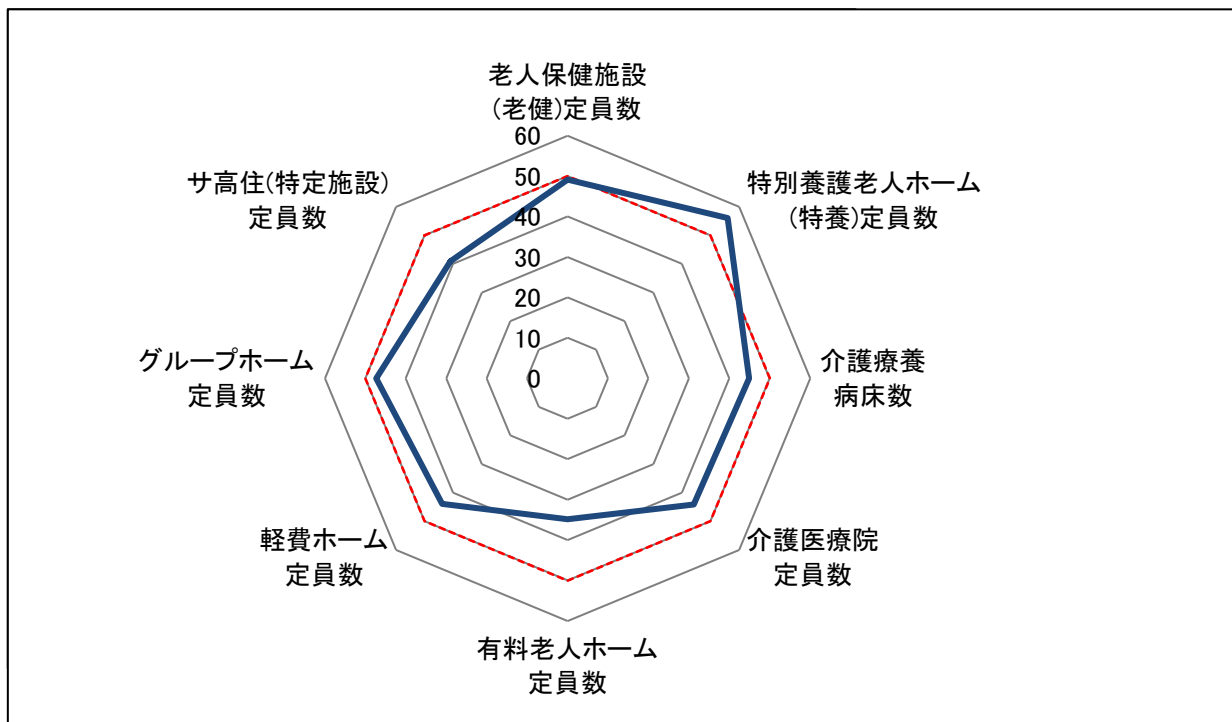 老人保健施設
(老健)定員数
特別養護老人ホーム
(特養)定員数
介護療養
病床数
介護医療院
定員数
有料老人ホーム
定員数
軽費ホーム
定員数
グループホーム
定員数
サ高住(特定施設)
定員数
60
50
40
30
20
10
0